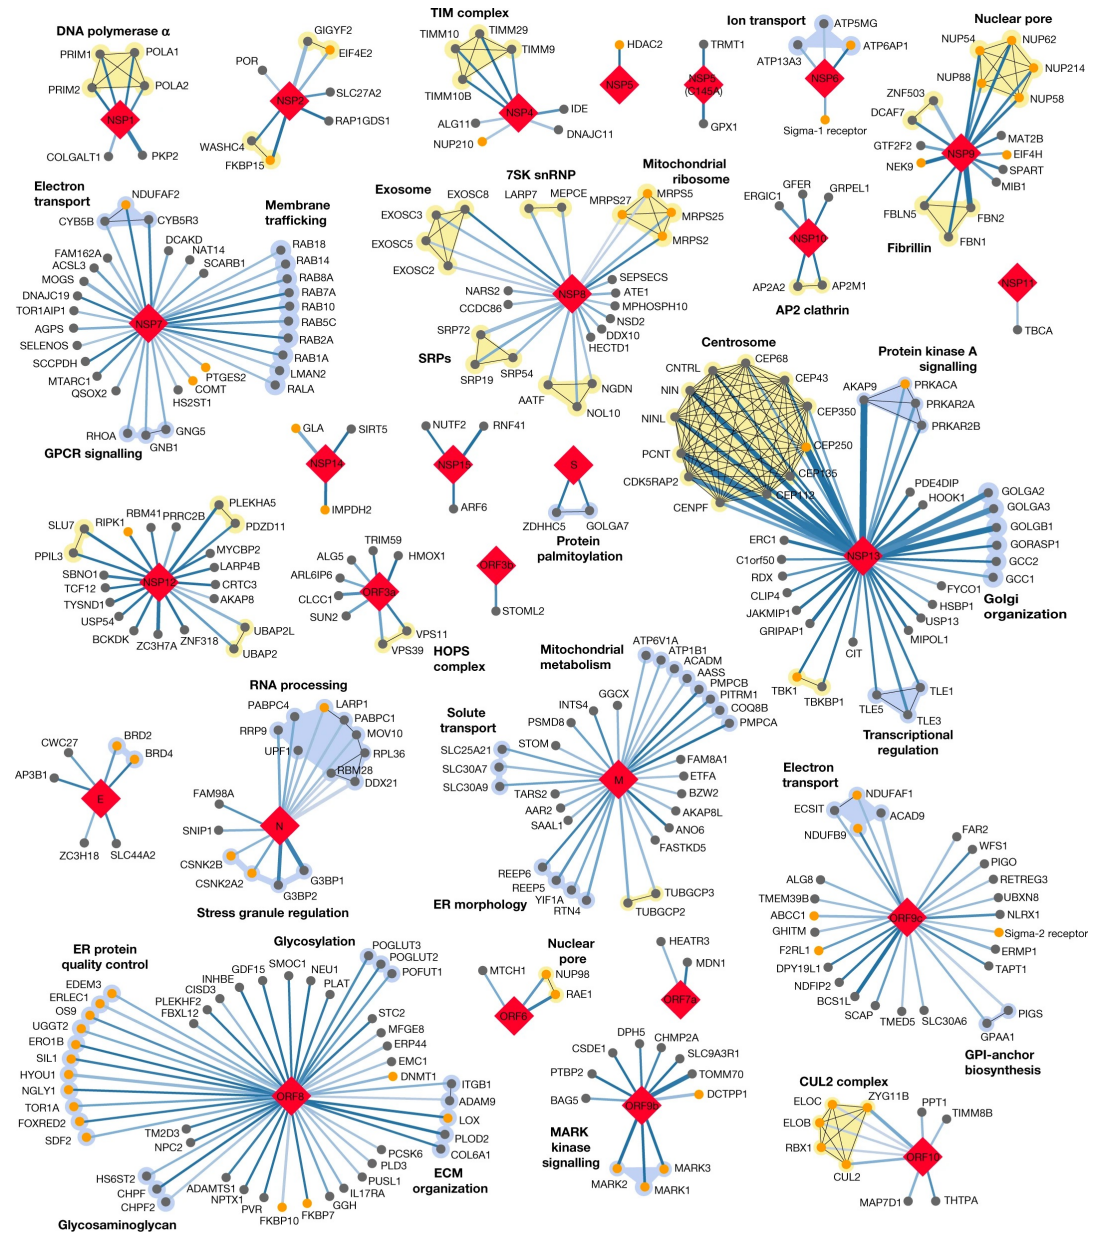 DNA polymerase α
PRIM1
POLA1
PRIM2
POLA2
NSP1
COLGALT1
PKP2
GIGYF2
EIF4E2
POR
NSP2
SLC27A2
RAP1GDS1
WASHC4
FKBP15
TIM complex
TIMM10
TIMM29
TIMM9
TIMM10B
NSP4
IDE
ALG11
DNAJC11
NUP210
HDAC2
NSP5
TRMT1
NSP5
(C145A)
GPX1
Ion transport
ATP5MG
ATP6AP1
ATP13A3
NSP6
Sigma-1 receptor
Nuclear pore
NUP54
NUP62
NUP214
NUP88
NUP58
ZNF503
DCAF7
GTF2F2
NEK9
NSP9
MAT2B
EIF4H
SPART
MIB1
FBLN5
FBN2
FBN1
Fibrillin
Electron
transport
NDUFAF2
CYB5B
CYB5R3
DCAKD
NAT14
SCARB1
FAM162A
ACSL3
MOGS
DNAJC19
TOR1AIP1
AGPS
SELENOS
SCCPDH
MTARC1
QSOX2
NSP7
PTGES2
COMT
HS2ST1
RHOA
GNB1
GNG5
GPCR signalling
Membrane
trafficking
RAB18
RAB14
RAB8A
RAB7A
RAB10
RAB5C
RAB2A
RAB1A
LMAN2
RALA
Exosome
EXOSC8
EXOSC3
EXOSC5
EXOSC2
7SK snRNP
LARP7
MEPCE
Mitochondrial
ribosome
MRPS5
MRPS27
MRPS25
MRPS2
NSP8
NARS2
CCDC86
SEPSECS
ATE1
MPHOSPH10
NSD2
DDX10
HECTD1
SRP72
SRP19
SRP54
SRPs
AATF
NGDN
NOL10
ERGIC1
GFER
GRPEL1
NSP10
AP2A2
AP2M1
AP2 clathrin
NSP11
TBCA
Centrosome
CEP68
CNTRL
CEP43
NIN
CEP350
NINL
CEP250
PCNT
CEP135
CDK5RAP2
CEP112
CENPF
Protein kinase A
signalling
AKAP9
PRKACA
PRKAR2A
PRKAR2B
PDE4DIP
HOOK1
GOLGA2
GOLGA3
GOLGB1
GORASP1
GCC2
GCC1
Golgi
organization
NSP13
ERC1
C1orf50
RDX
CLIP4
JAKMIP1
GRIPAP1
CIT
FYCO1
HSBP1
USP13
MIPOL1
TBK1
TBKBP1
TLE1
TLE5
TLE3
Transcriptional
regulation
GLA
SIRT5
NSP14
IMPDH2
NUTF2
RNF41
NSP15
ARF6
S
ZDHHC5
GOLGA7
Protein
palmitoylation
PLEKHA5
PDZD11
SLU7
RIPK1
RBM41
PRRC2B
PPIL3
MYCBP2
LARP4B
CRTC3
AKAP8
NSP12
SBNO1
TCF12
TYSND1
USP54
BCKDK
ZC3H7A
ZNF318
UBAP2L
UBAP2
TRIM59
ALG5
HMOX1
ARL6IP6
CLCC1
SUN2
ORF3a
VPS11
VPS39
HOPS
complex
ORF3b
STOML2
RNA processing
PABPC4
LARP1
PABPC1
RRP9
MOV10
UPF1
RPL36
RBM28
DDX21
FAM98A
SNIP1
N
CSNK2B
CSNK2A2
G3BP1
G3BP2
Stress granule regulation
CWC27
BRD2
BRD4
AP3B1
E
ZC3H18
SLC44A2
Mitochondrial
metabolism
ATP6V1A
ATP1B1
ACADM
AASS
PMPCB
PITRM1
COQ8B
PMPCA
GGCX
INTS4
PSMD8
STOM
Solute
transport
SLC25A21
SLC30A7
SLC30A9
M
TARS2
AAR2
SAAL1
FAM8A1
ETFA
BZW2
AKAP8L
ANO6
FASTKD5
REEP6
REEP5
YIF1A
RTN4
ER morphology
TUBGCP3
TUBGCP2
Electron
transport
NDUFAF1
ECSIT
ACAD9
NDUFB9
FAR2
WFS1
PIGO
RETREG3
UBXN8
NLRX1
Sigma-2 receptor
ERMP1
TAPT1
ALG8
TMEM39B
ABCC1
GHITM
F2RL1
DPY19L1
NDFIP2
BCS1L
SCAP
TMED5
SLC30A6
ORF9c
PIGS
GPAA1
GPI-anchor
biosynthesis
ER protein
quality control
EDEM3
ERLEC1
OS9
UGGT2
ERO1B
SIL1
HYOU1
NGLY1
TOR1A
FOXRED2
SDF2
Glycosylation
POGLUT3
POGLUT2
POFUT1
SMOC1
GDF15
NEU1
INHBE
PLAT
CISD3
PLEKHF2
FBXL12
STC2
MFGE8
ERP44
EMC1
DNMT1
ITGB1
ADAM9
LOX
PLOD2
COL6A1
ECM
organization
ORF8
TM2D3
NPC2
HS6ST2
CHPF
CHPF2
Glycosaminoglycan
ADAMTS1
NPTX1
PVR
FKBP10
FKBP7
GGH
IL17RA
PUSL1
PLD3
PCSK6
Nuclear
pore
MTCH1
NUP98
RAE1
ORF6
HEATR3
MDN1
ORF7a
DPH5
CHMP2A
CSDE1
SLC9A3R1
PTBP2
TOMM70
BAG5
DCTPP1
ORF9b
MARK
kinase
signalling
MARK3
MARK2
MARK1
CUL2 complex
ELOC
ZYG11B
ELOB
PPT1
TIMM8B
RBX1
CUL2
ORF10
MAP7D1
THTPA